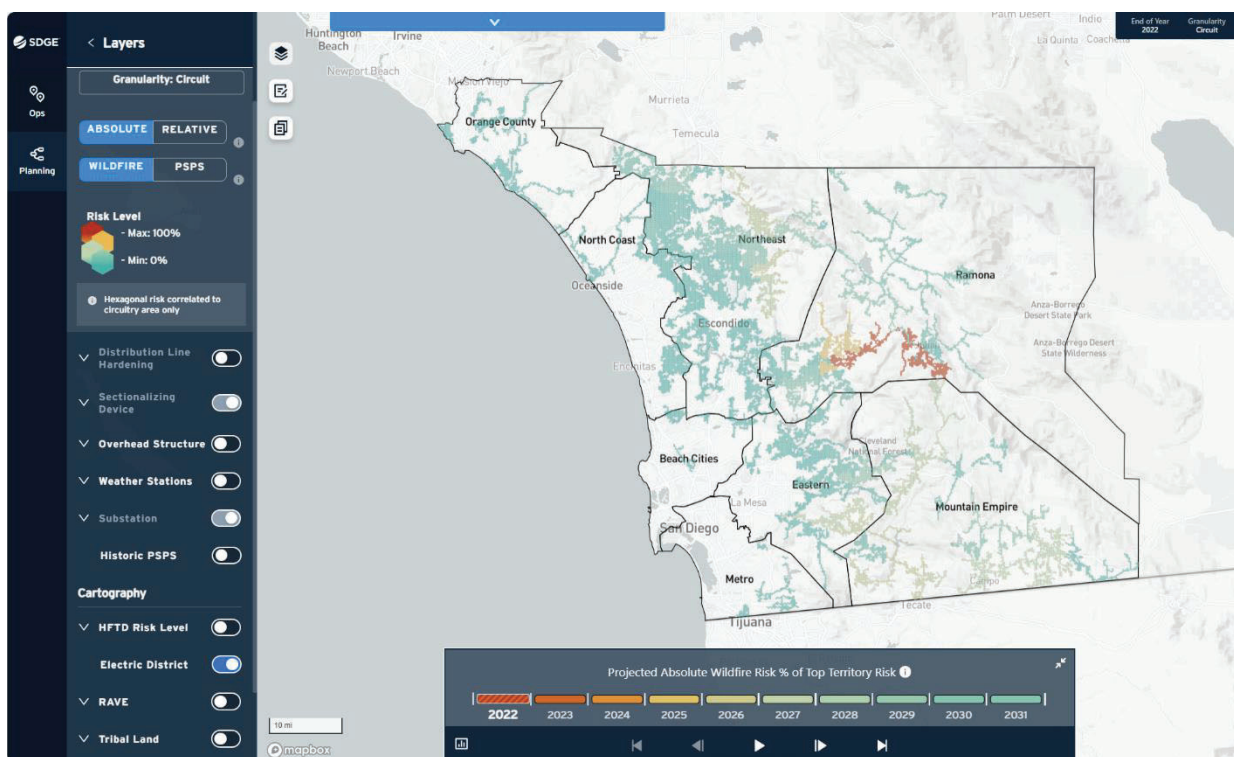 SDGE
Ops
Planning
< Layers
Granularity: Circuit
ABSOLUTE RELATIVE
WILDFIRE PSPS
Risk Level
- Max: 100%
- Min: 0%
Hexagonal risk correlated to
circuitry area only
Distribution Line
Hardening
Sectionalizing
Device
Overhead Structure
Weather Stations
Substation
Historic PSPS
Cartography
HFTD Risk Level
Electric District
RAVE
Tribal Land
End of Year
2022
Granularity
Circuit
Palm Desert
Indio
La Quinta
Huntington
Beach
Irvine
Newport Beach
Mission Viejo
Murrieta
Temecula
Orange County
North Coast
Northeast
Ramona
Oceanside
Escondido
Encinitas
Anza-Borrego
Desert State Park
Anza-Borrego Desert
State Wilderness
Cleveland
National Forest
Beach Cities
Eastern
La Mesa
Mountain Empire
San Diego
Metro
Campo
Tecate
Tijuana
Projected Absolute Wildfire Risk % of Top Territory Risk
2022 2023 2024 2025 2026 2027 2028 2029 2030 2031
10 mi
mapbox